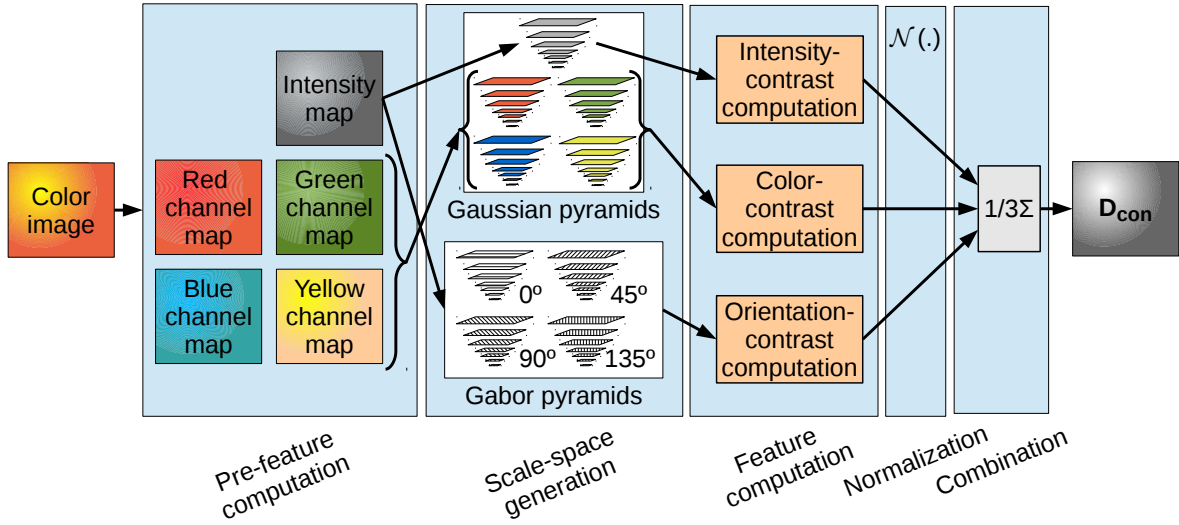 Color
image
Intensity
map
Red
channel
map
Green
channel
map
Blue
channel
map
Yellow
channel
map
Pre-feature
computation
Gaussian pyramids
0º
45º
90º
135º
Gabor pyramids
Scale-space
generation
Intensity-
contrast
computation
Color-
contrast
computation
Orientation-
contrast
computation
Feature
computation
𝒩(.)
Normalization
1/3Σ
Combination
Dcon